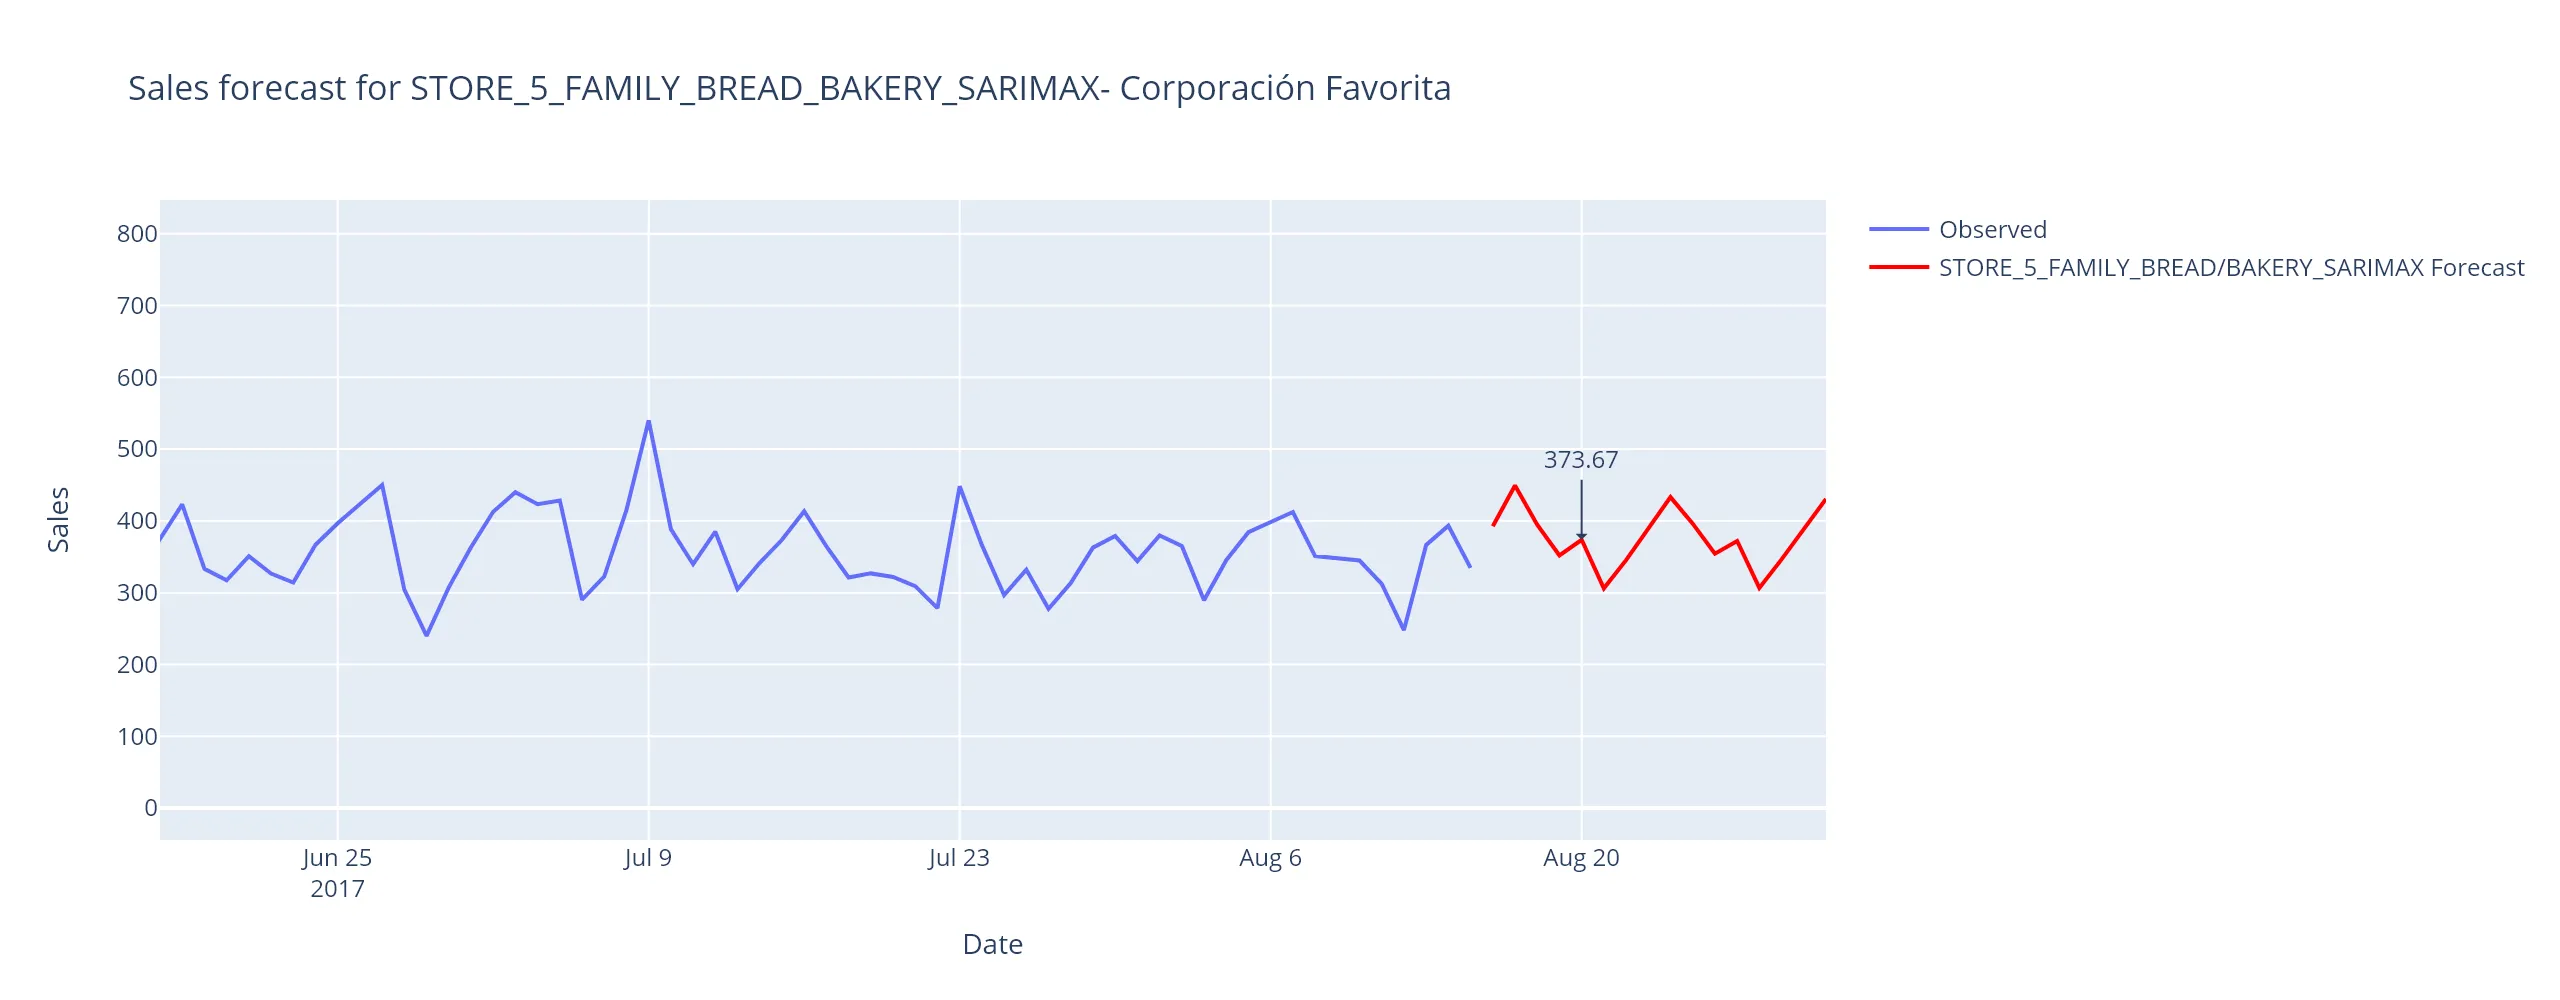 Sales forecast for STORE_5_FAMILY_BREAD_BAKERY_SARIMAX- Corporación Favorita
Observed
STORE_5_FAMILY_BREAD/BAKERY_SARIMAX Forecast
800
700
600
500
400
300
200
100
0
Sales
373.67
Jun 25
2017
Jul 9
Jul 23
Aug 6
Aug 20
Date